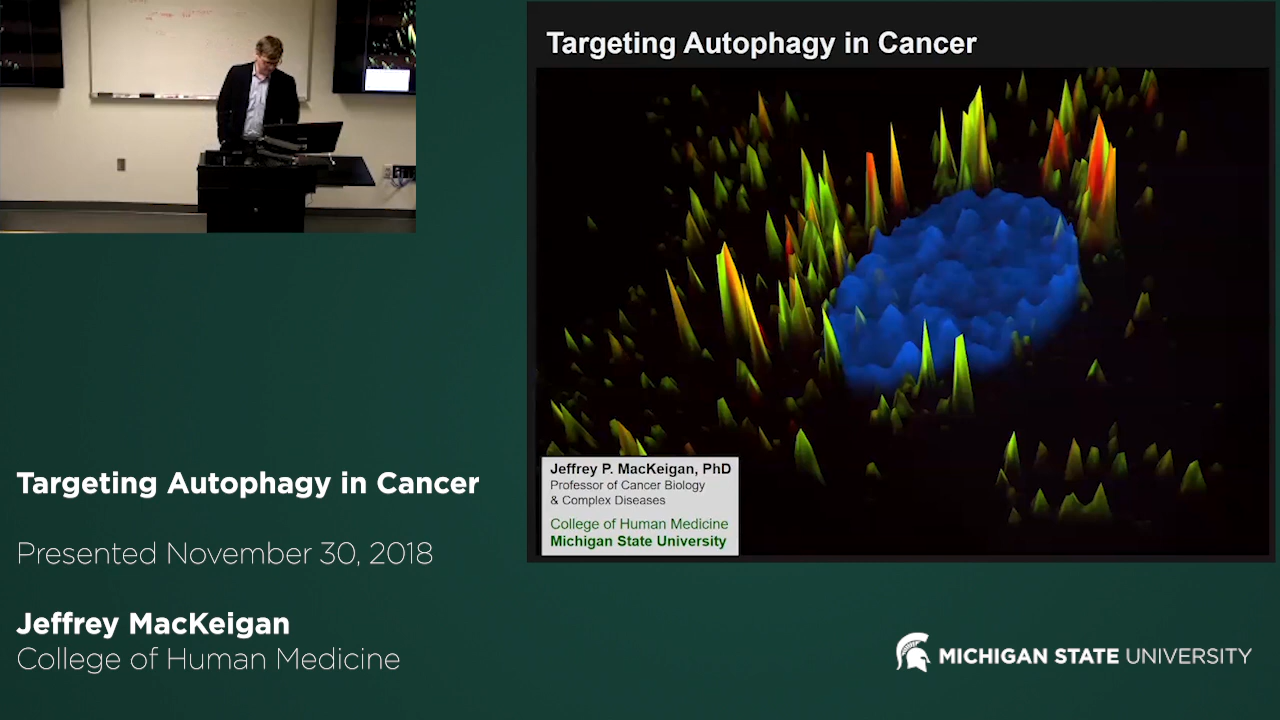 Targeting Autophagy in Cancer
Jeffrey P. MacKeigan, PhD
Professor of Cancer Biology
& Complex Diseases
College of Human Medicine
Michigan State University
Targeting Autophagy in Cancer
Presented November 30, 2018
Jeffrey MacKeigan
College of Human Medicine
MICHIGAN STATE UNIVERSITY